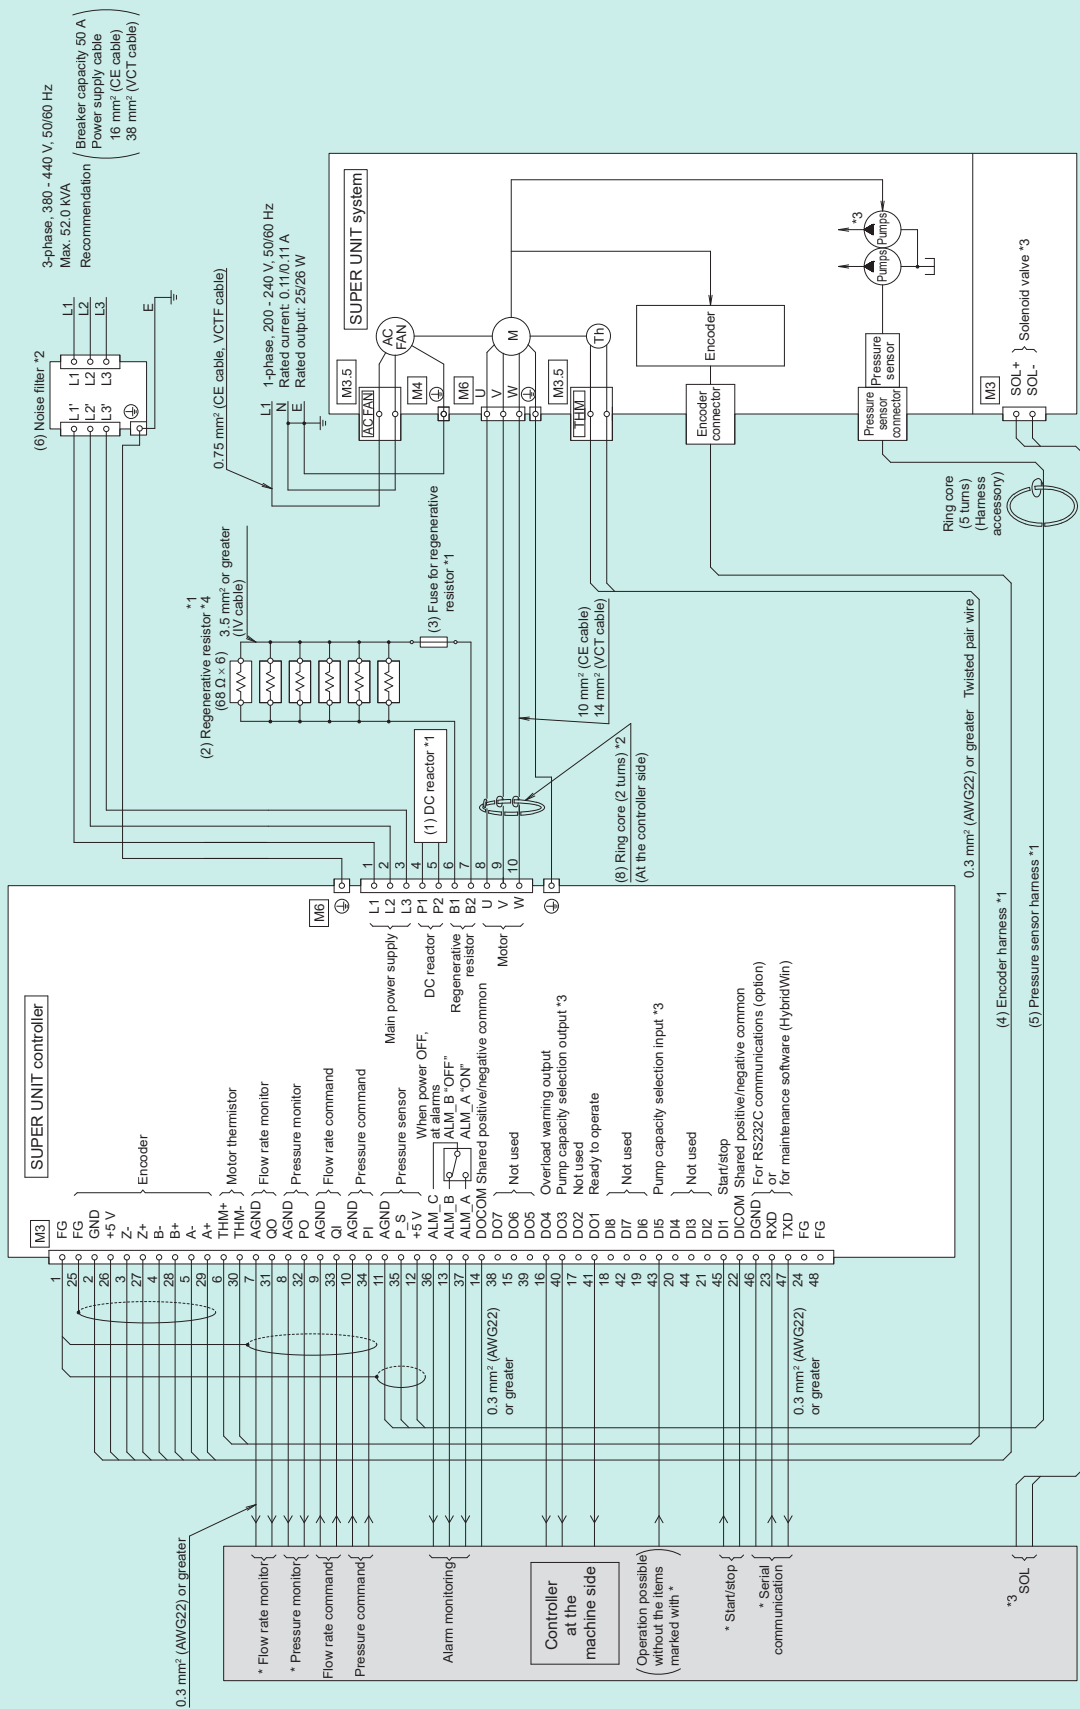 3-phase, 380 - 440 V, 50/60 Hz
Max. 52.0 kVA
Recommendation
Breaker capacity 50 A
Power supply cable
16 mm² (CE cable)
38 mm² (VCT cable)
(6) Noise filter *2
L1' L1 L1
L2' L2 L2
L3' L3 L3
E
0.75 mm² (CE cable, VCTF cable)
L1
N
E
1-phase, 200 - 240 V, 50/60 Hz
Rated current: 0.11/0.11 A
Rated output: 25/26 W
SUPER UNIT system
M3.5
AC FAN
AC
FAN
M4
M6
U
V
W
M
M3.5
THM
Th
Encoder
connector
Encoder
Pressure
sensor
connector
Pressure
sensor
Pumps
Pumps
*3
M3
SOL+
SOL-
Solenoid valve *3
Ring core
(5 turns)
(Harness
accessory)
*1
(2) Regenerative resistor *4
(68 Ω × 6)
3.5 mm² or greater
(IV cable)
(3) Fuse for regenerative
resistor *1
(1) DC reactor *1
10 mm² (CE cable)
14 mm² (VCT cable)
(8) Ring core (2 turns) *2
(At the controller side)
0.3 mm² (AWG22) or greater Twisted pair wire
(4) Encoder harness *1
(5) Pressure sensor harness *1
SUPER UNIT controller
M6
L1 1
L2 2
L3 3
P1 4
P2 5
B1 6
B2 7
U 8
V 9
W 10
Main power supply
DC reactor
Regenerative
resistor
Motor
M3
1 FG
25 FG
2 GND
26 +5 V
3 Z-
27 Z+
4 B-
28 B+
5 A-
29 A+
Encoder
6 THM+
30 THM-
Motor thermistor
7 AGND
31 QO
Flow rate monitor
8 AGND
32 PO
Pressure monitor
9 AGND
33 QI
Flow rate command
10 AGND
34 PI
Pressure command
11 AGND
35 P_S
12 +5 V
Pressure sensor
36 ALM_C
13 ALM_B
37 ALM_A
When power OFF,
at alarms
ALM_B "OFF"
ALM_A "ON"
14 DOCOM Shared positive/negative common
38 DO7
15 DO6
39 DO5
Not used
16 DO4 Overload warning output
40 DO3 Pump capacity selection output *3
17 DO2 Not used
41 DO1 Ready to operate
18 DI8
42 DI7
19 DI6
Not used
43 DI5 Pump capacity selection input *3
20 DI4
44 DI3
21 DI2
Not used
45 DI1 Start/stop
22 DICOM Shared positive/negative common
46 DGND
23 RXD
47 TXD
For RS232C communications (option)
or
for maintenance software (HybridWin)
24 FG
48 FG
0.3 mm² (AWG22)
or greater
0.3 mm² (AWG22)
or greater
0.3 mm² (AWG22) or greater
* Flow rate monitor
* Pressure monitor
Flow rate command
Pressure command
Alarm monitoring
Controller
at the
machine side
Operation possible
without the items
marked with *
* Start/stop
* Serial
communication
*3
SOL